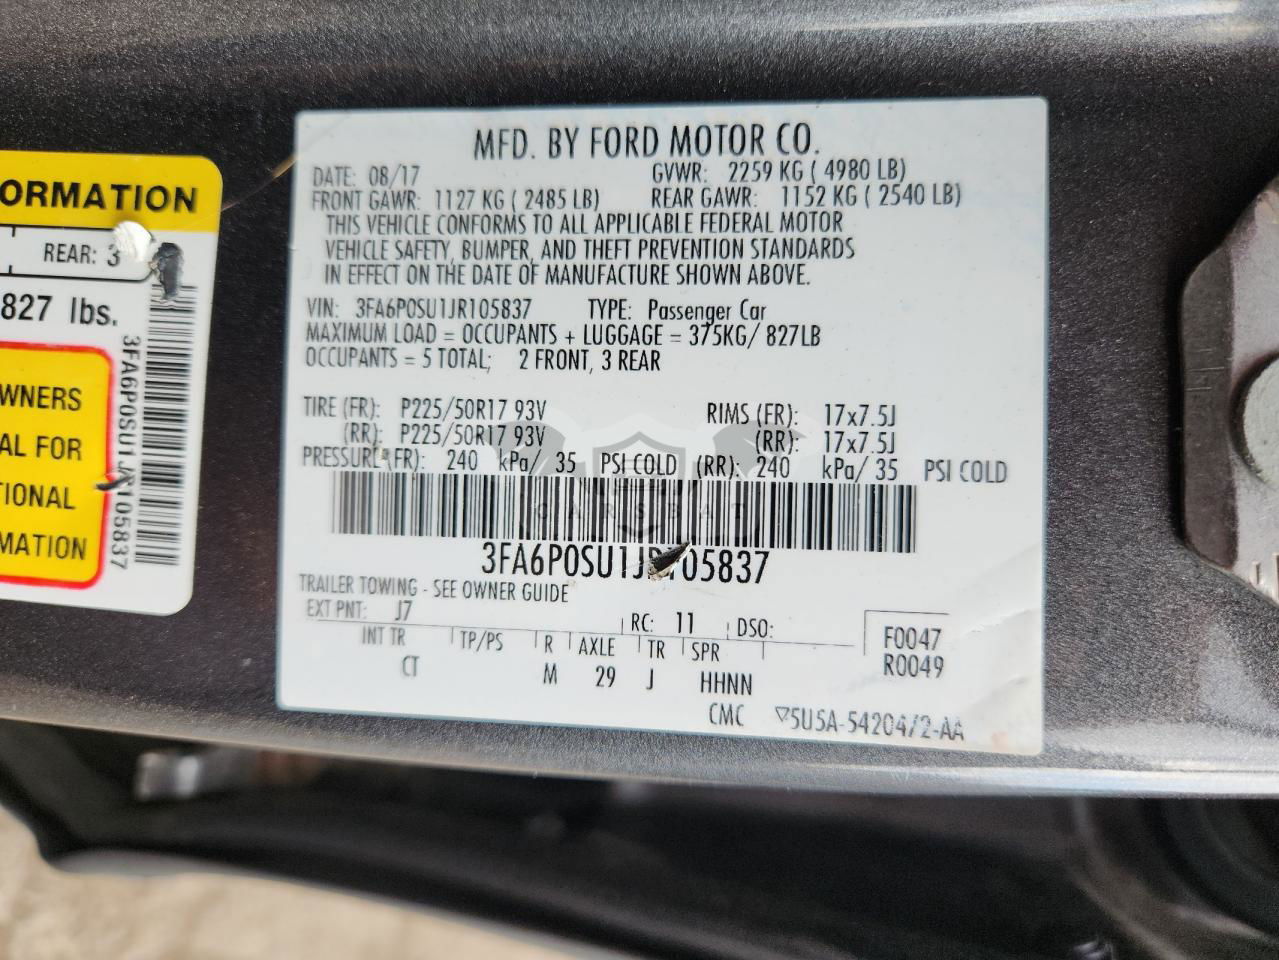 ORMATION
REAR: 3
827 lbs.
WNERS
AL FOR
TIONAL
MATION
3FA6P0SU1JR105837
MFD. BY FORD MOTOR CO.
DATE: 08/17 GVWR: 2259 KG ( 4980 LB)
FRONT GAWR: 1127 KG ( 2485 LB) REAR GAWR: 1152 KG ( 2540 LB)
THIS VEHICLE CONFORMS TO ALL APPLICABLE FEDERAL MOTOR
VEHICLE SAFETY, BUMPER, AND THEFT PREVENTION STANDARDS
IN EFFECT ON THE DATE OF MANUFACTURE SHOWN ABOVE.
VIN: 3FA6P0SU1JR105837 TYPE: Passenger Car
MAXIMUM LOAD = OCCUPANTS + LUGGAGE = 375KG/ 827LB
OCCUPANTS = 5 TOTAL; 2 FRONT, 3 REAR
TIRE (FR): P225/50R17 93V RIMS (FR): 17x7.5J
(RR): P225/50R17 93V (RR): 17x7.5J
PRESSURE (FR): 240 kPa/ 35 PSI COLD (RR): 240 kPa/ 35 PSI COLD
CARSBAT
3FA6P0SU1JR105837
TRAILER TOWING - SEE OWNER GUIDE
EXT PNT: J7 RC: 11 DSO: F0047
INT TR TP/PS R AXLE TR SPR R0049
CT M 29 J HHNN
CMC ▽5U5A-5420472-AA